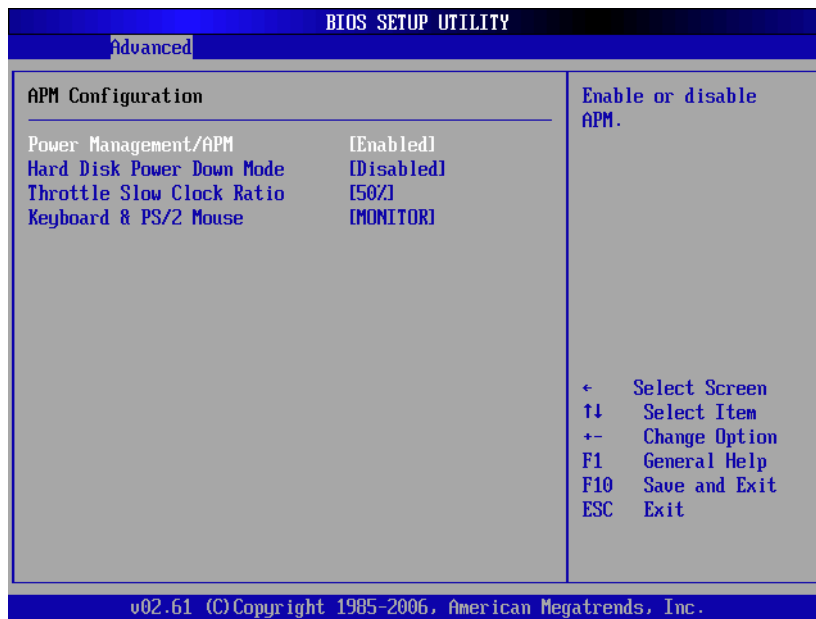 BIOS SETUP UTILITY
Advanced
APM Configuration
Power Management/APM [Enabled]
Hard Disk Power Down Mode [Disabled]
Throttle Slow Clock Ratio [50%]
Keyboard & PS/2 Mouse [MONITOR]
Enable or disable
APM.
← Select Screen
↑↓ Select Item
+- Change Option
F1 General Help
F10 Save and Exit
ESC Exit
v02.61 (C)Copyright 1985-2006, American Megatrends, Inc.